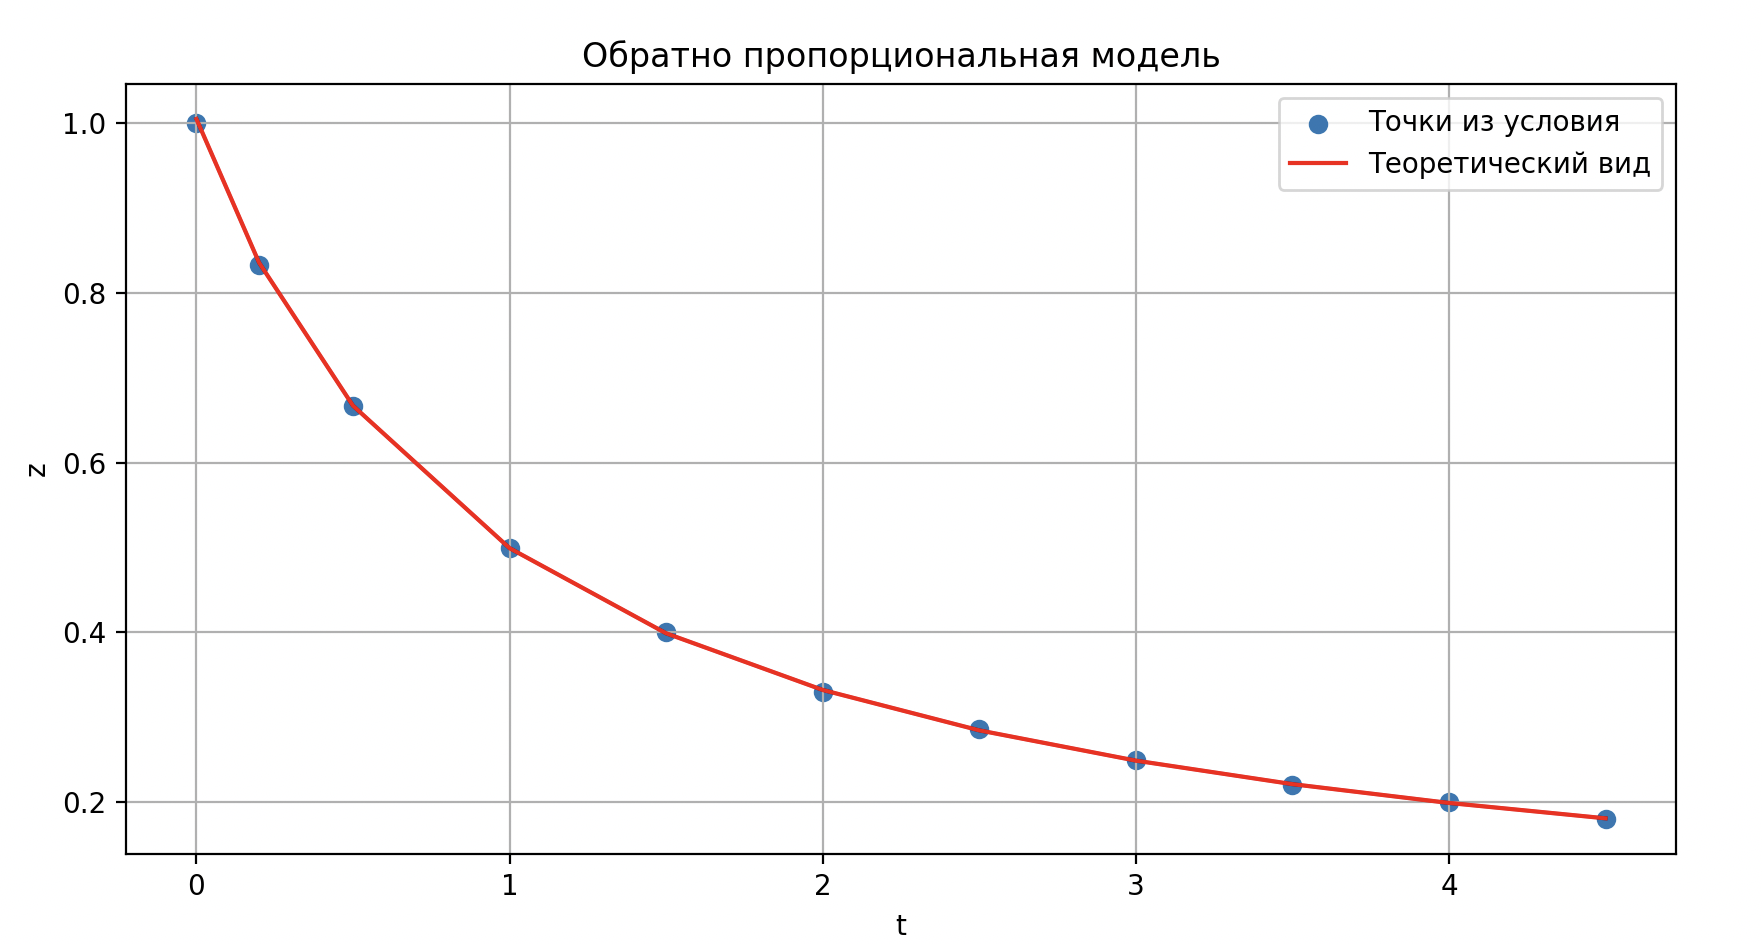 Обратно пропорциональная модель
Точки из условия
Теоретический вид
z
1.0
0.8
0.6
0.4
0.2
0 1 2 3 4
t